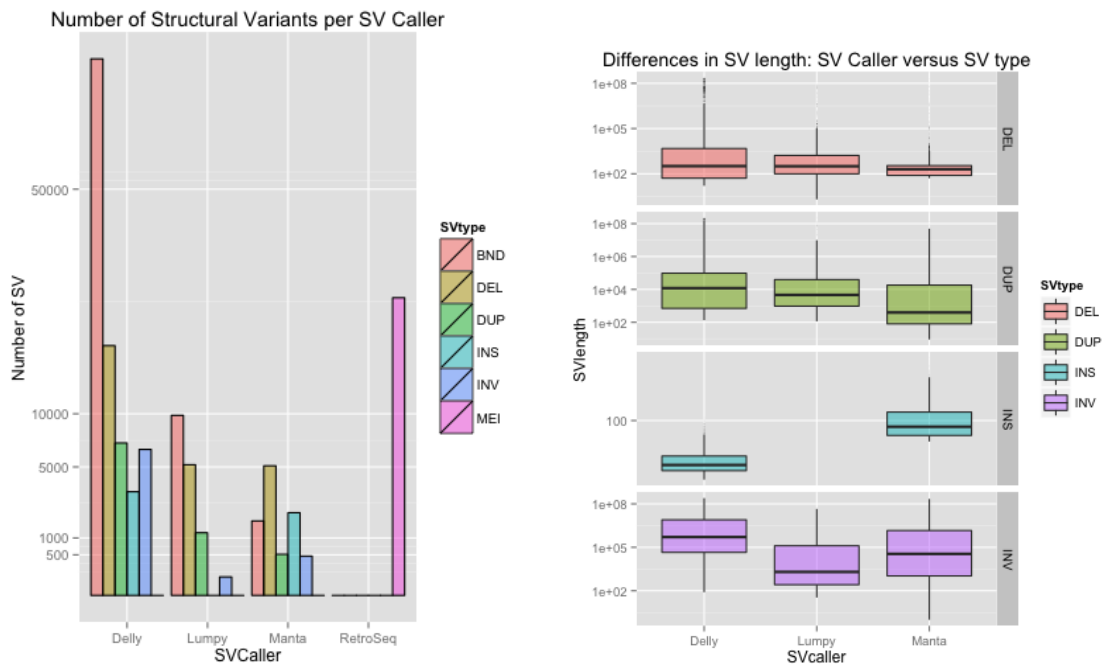 Number of Structural Variants per SV Caller
50000
10000
5000
1000
500
Number of SV
Delly
Lumpy
Manta
RetroSeq
SVCaller
SVtype
BND
DEL
DUP
INS
INV
MEI
Differences in SV length: SV Caller versus SV type
1e+08
1e+05
1e+02
DEL
1e+08
1e+06
1e+04
1e+02
DUP
100
INS
1e+08
1e+05
1e+02
INV
SVlength
Delly
Lumpy
Manta
SVcaller
SVtype
DEL
DUP
INS
INV